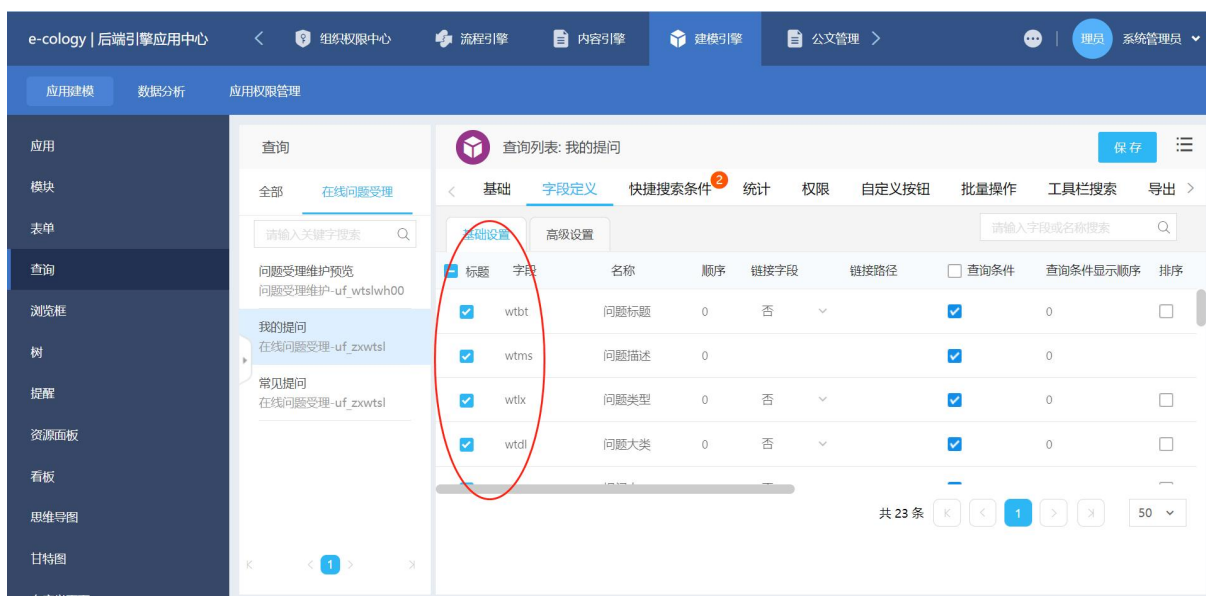 e-cology | 后端引擎应用中心 组织权限中心 流程引擎 内容引擎 建模引擎 公文管理 理员 系统管理员
应用建模 数据分析 应用权限管理
应用
模块
表单
查询
浏览框
树
提醒
资源面板
看板
思维导图
甘特图
查询
全部 在线问题受理
请输入关键字搜索
问题受理维护预览
问题受理维护-uf_wtslwh00
我的提问
在线问题受理-uf_zxwtsl
常见提问
在线问题受理-uf_zxwtsl
1
查询列表: 我的提问 保存
基础 字段定义 快捷搜索条件 2 统计 权限 自定义按钮 批量操作 工具栏搜索 导出
基础设置 高级设置 请输入字段或名称搜索
标题 字段 名称 顺序 链接字段 链接路径 查询条件 查询条件显示顺序 排序
wtbt 问题标题 0 否 0
wtms 问题描述 0 0
wtlx 问题类型 0 否 0
wtdl 问题大类 0 否 0
共 23 条 1 50